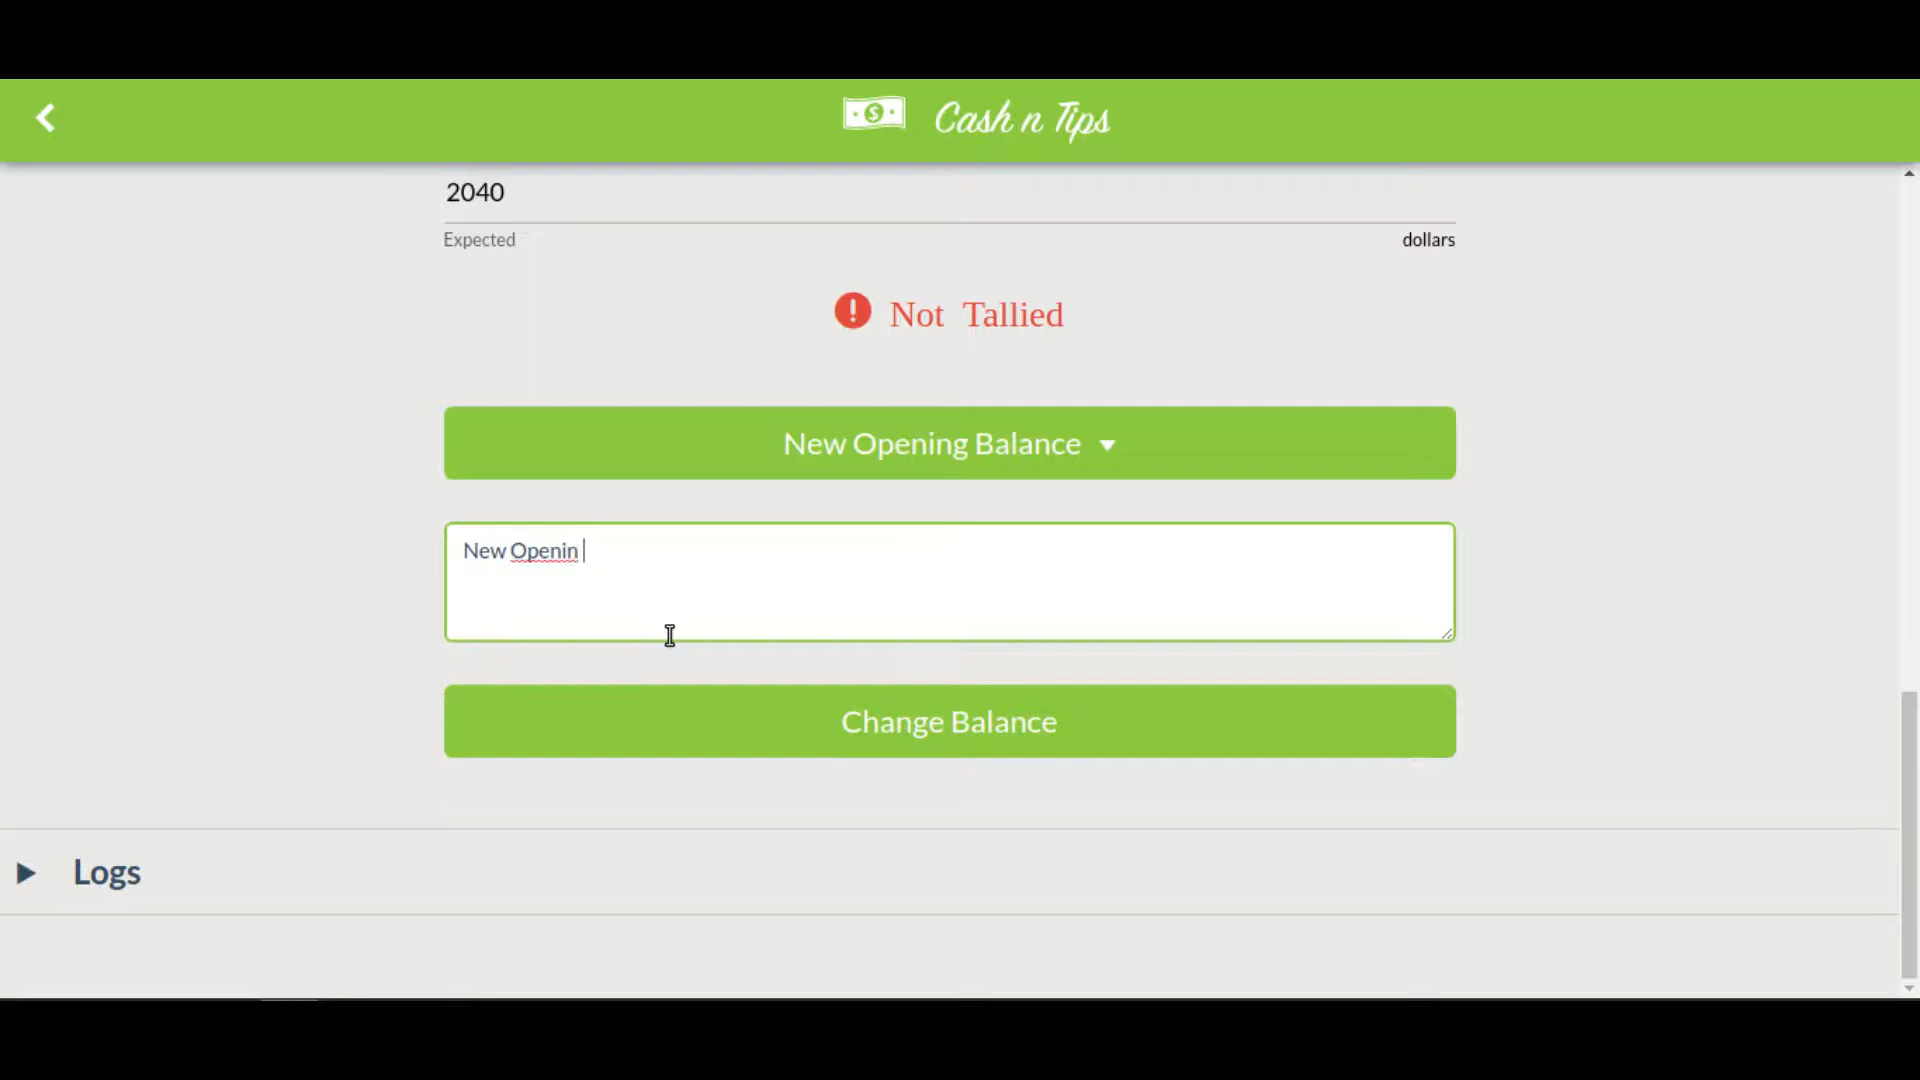 Cash n Tips
2040
Expected dollars
Not Tallied
New Opening Balance
New Openin
Change Balance
Logs